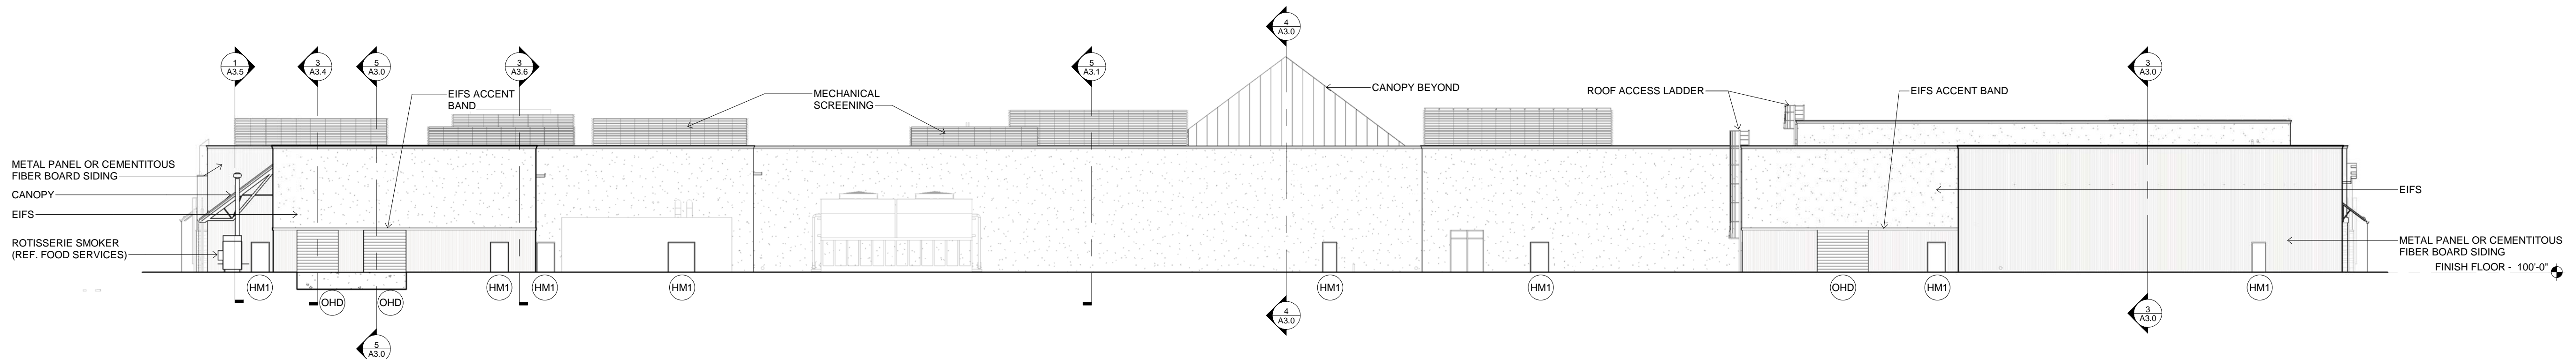 4
A3.0
1
A3.5
3
A3.4
5
A3.0
3
A3.6
5
A3.1
3
A3.0
EIFS ACCENT
BAND
MECHANICAL
SCREENING
CANOPY BEYOND
ROOF ACCESS LADDER
EIFS ACCENT BAND
METAL PANEL OR CEMENTITOUS
FIBER BOARD SIDING
CANOPY
EIFS
ROTISSERIE SMOKER
(REF. FOOD SERVICES)
EIFS
METAL PANEL OR CEMENTITOUS
FIBER BOARD SIDING
FINISH FLOOR - 100'-0"
HM1
OHD
OHD
HM1
HM1
HM1
HM1
HM1
OHD
HM1
HM1
4
A3.0
3
A3.0
5
A3.0